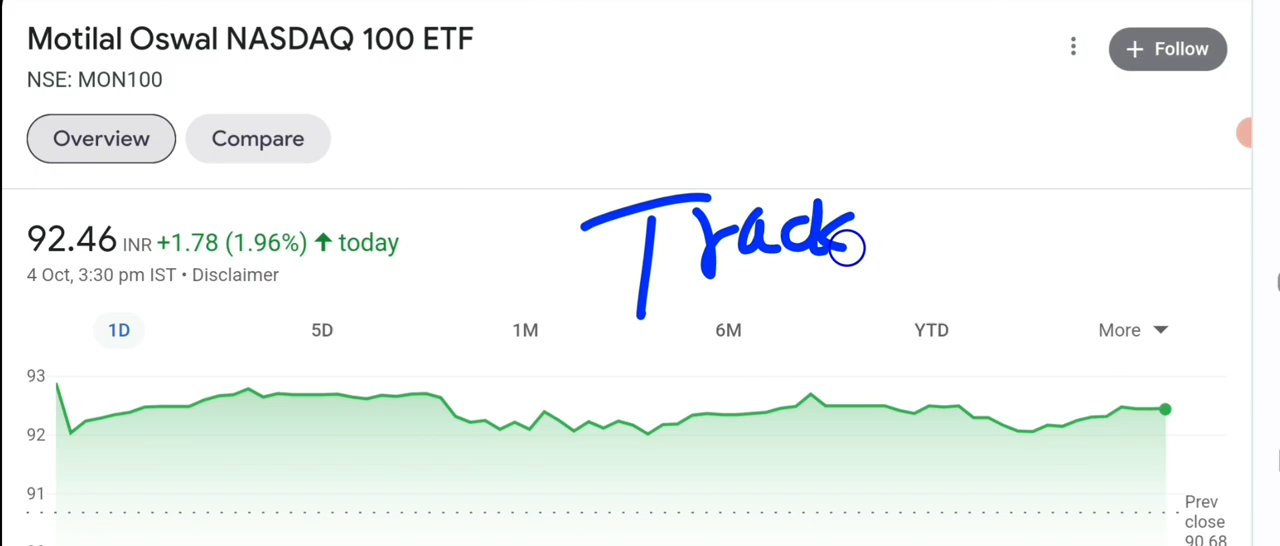 Motilal Oswal NASDAQ 100 ETF
+ Follow
NSE: MON100
Overview
Compare
92.46 INR +1.78 (1.96%) ↑ today
4 Oct, 3:30 pm IST • Disclaimer
Track
1D 5D 1M 6M YTD More
93
92
91
Prev
close
90.68